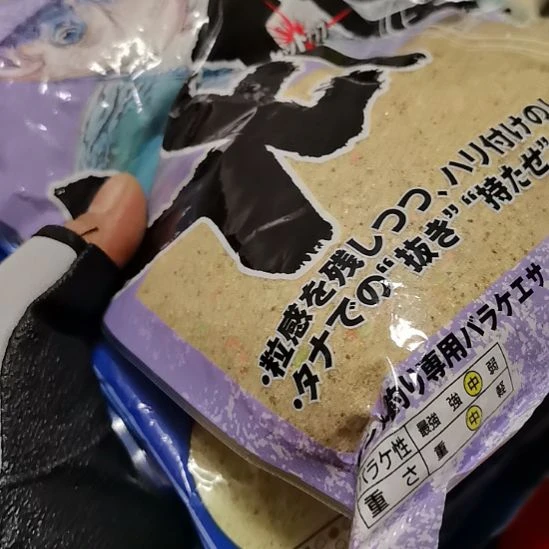 ・粒感を残しつつ、ハリ付けの
・タナでの“抜き”“持たせ”
釣り専用バラケエサ
バラケ性 最強 強 中 弱
重さ 重 中 軽